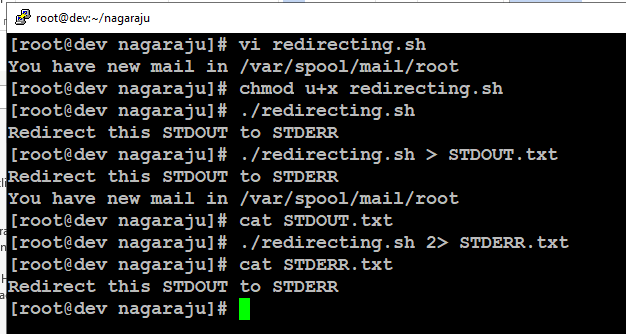 root@dev:~/nagaraju
[root@dev nagaraju]# vi redirecting.sh
You have new mail in /var/spool/mail/root
[root@dev nagaraju]# chmod u+x redirecting.sh
[root@dev nagaraju]# ./redirecting.sh
Redirect this STDOUT to STDERR
[root@dev nagaraju]# ./redirecting.sh > STDOUT.txt
Redirect this STDOUT to STDERR
You have new mail in /var/spool/mail/root
[root@dev nagaraju]# cat STDOUT.txt
[root@dev nagaraju]# ./redirecting.sh 2> STDERR.txt
[root@dev nagaraju]# cat STDERR.txt
Redirect this STDOUT to STDERR
[root@dev nagaraju]#